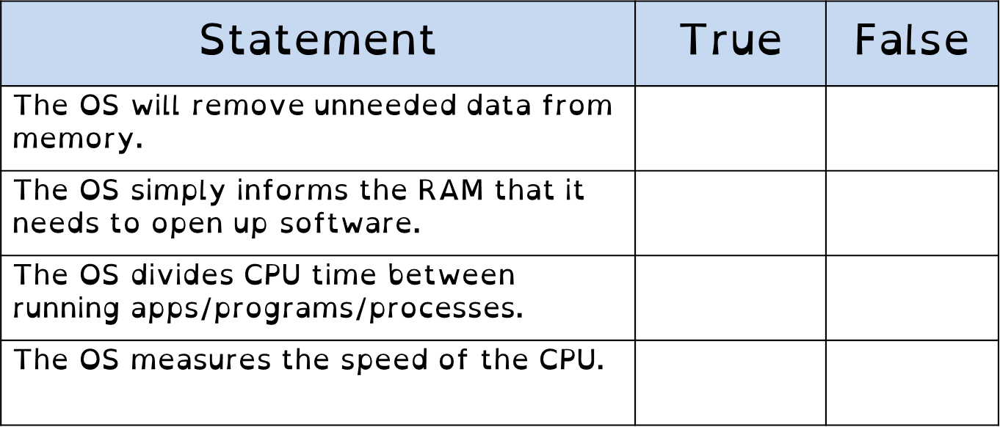 Statement True False
The OS will remove unneeded data from
memory.
The OS simply informs the RAM that it
needs to open up software.
The OS divides CPU time between
running apps/programs/processes.
The OS measures the speed of the CPU.